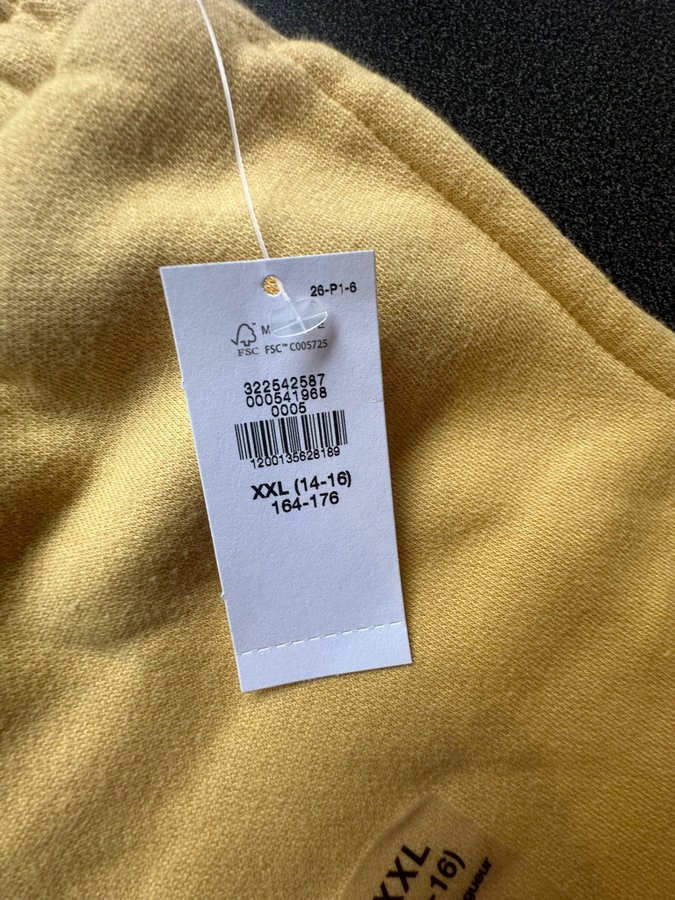 26-P1-6
FSC
FSC™ C005725
322542587
000541968
0005
1200135628189
XXL (14-16)
164-176
XXL